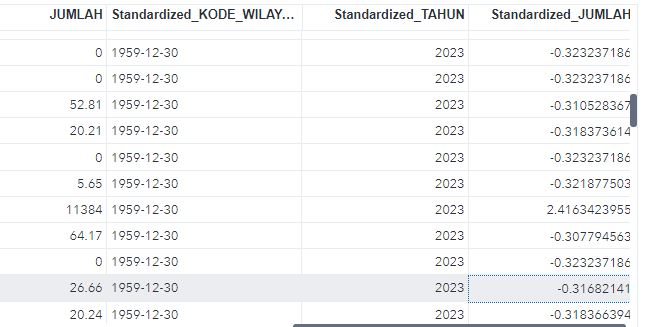 JUMLAH Standardized_KODE_WILAY... Standardized_TAHUN Standardized_JUMLAH
0 1959-12-30 2023 -0.323237186
0 1959-12-30 2023 -0.323237186
52.81 1959-12-30 2023 -0.310528367
20.21 1959-12-30 2023 -0.318373614
0 1959-12-30 2023 -0.323237186
5.65 1959-12-30 2023 -0.321877503
11384 1959-12-30 2023 2.4163423955
64.17 1959-12-30 2023 -0.307794563
0 1959-12-30 2023 -0.323237186
26.66 1959-12-30 2023 -0.31682141
20.24 1959-12-30 2023 -0.318366394